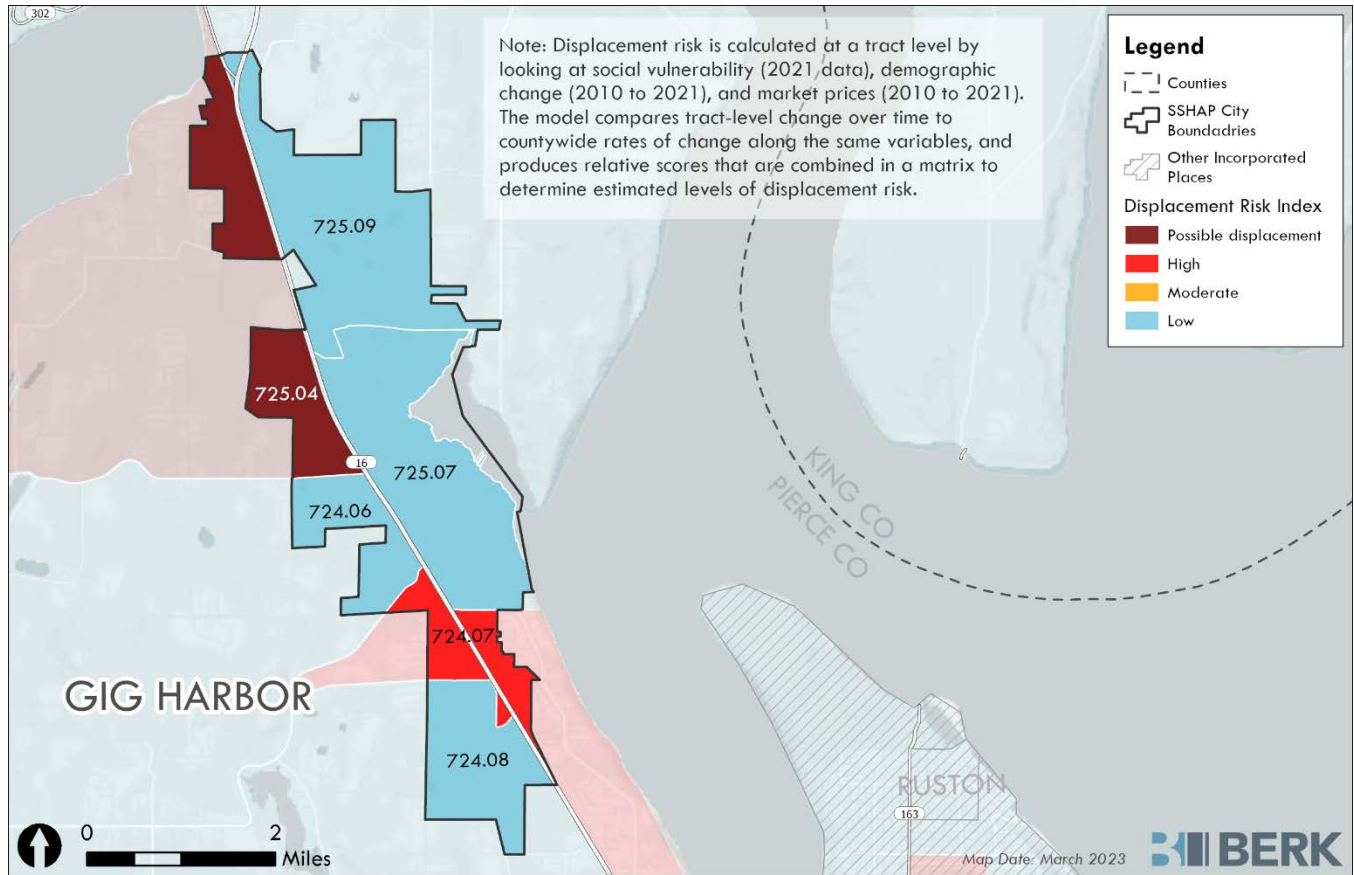 302
Note: Displacement risk is calculated at a tract level by
looking at social vulnerability (2021 data), demographic
change (2010 to 2021), and market prices (2010 to 2021).
The model compares tract-level change over time to
countywide rates of change along the same variables, and
produces relative scores that are combined in a matrix to
determine estimated levels of displacement risk.
Legend
Counties
SSHAP City
Boundadries
Other Incorporated
Places
Displacement Risk Index
Possible displacement
High
Moderate
Low
725.09
725.04
16
725.07
724.06
KING CO
PIERCE CO
724.07
GIG HARBOR
724.08
RUSTON
163
0 2
Miles
Map Date: March 2023
BERK